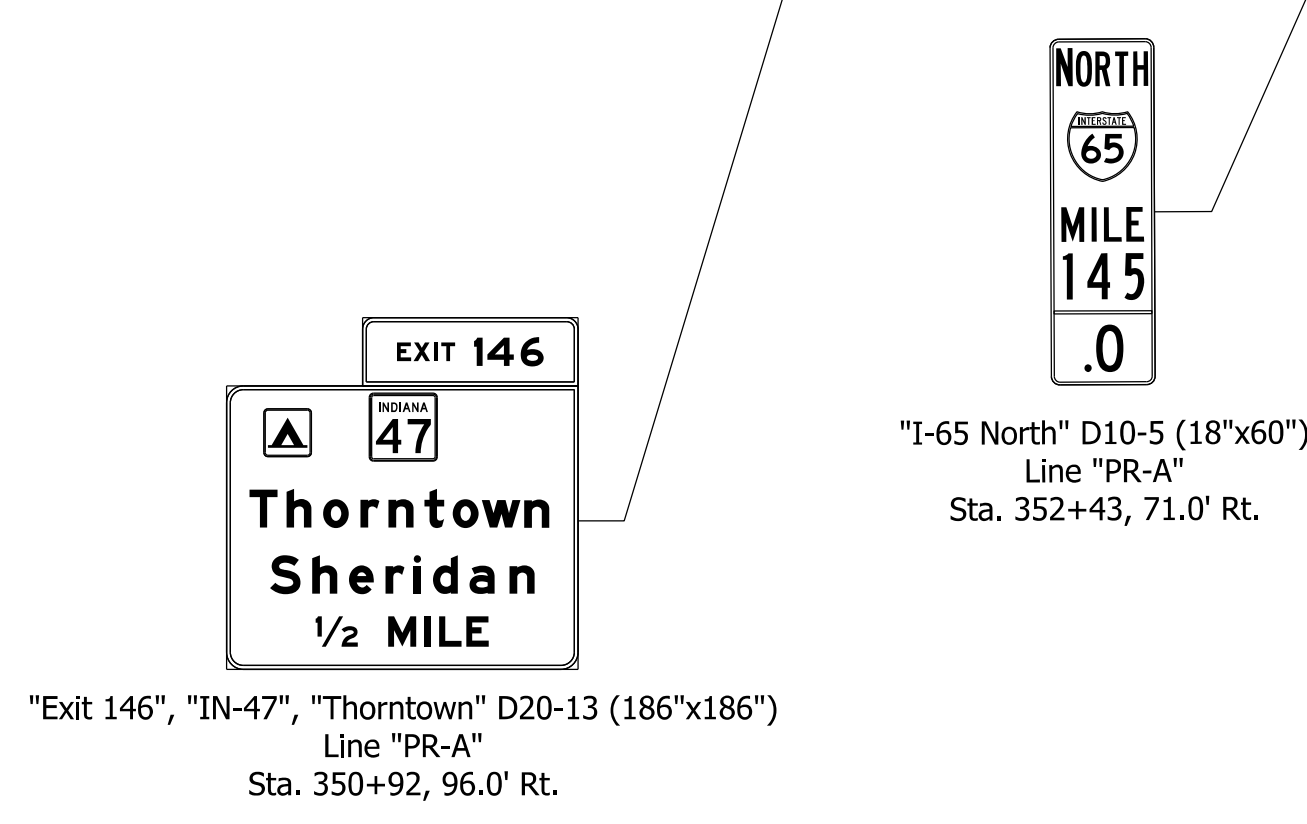 NORTH
INTERSTATE
65
MILE
145
.0
"I-65 North" D10-5 (18"x60")
Line "PR-A"
Sta. 352+43, 71.0' Rt.
EXIT 146
INDIANA
47
Thorntown
Sheridan
1/2 MILE
"Exit 146", "IN-47", "Thorntown" D20-13 (186"x186")
Line "PR-A"
Sta. 350+92, 96.0' Rt.